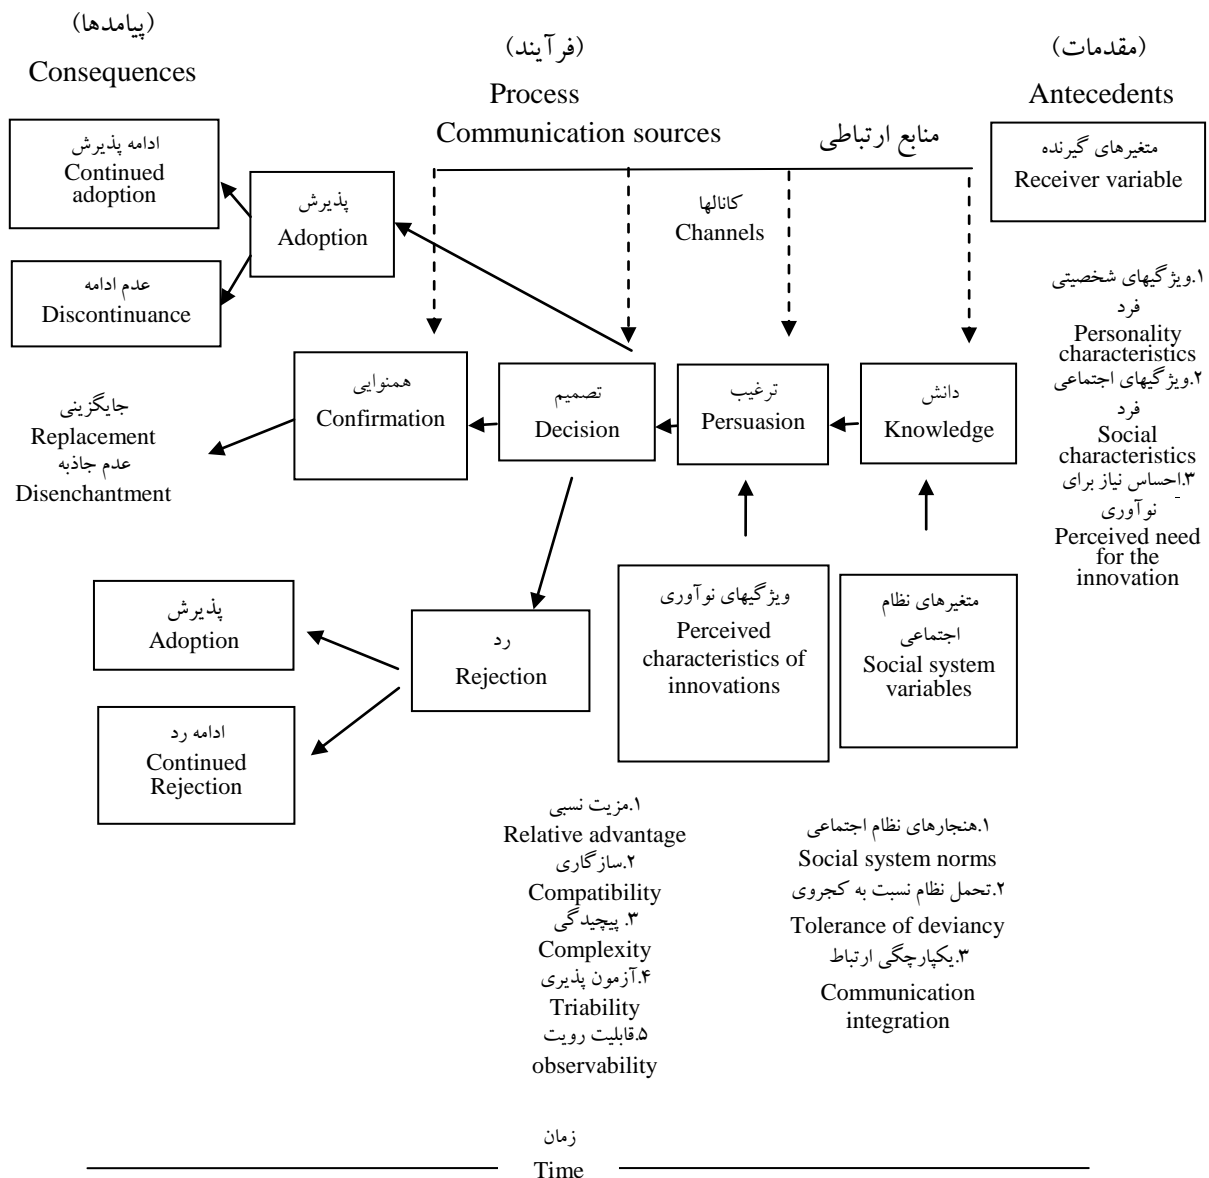 (پیامدها)
Consequences
(فرآیند)
Process
(مقدمات)
Antecedents
Communication sources
منابع ارتباطی
متغیرهای گیرنده
Receiver variable
ادامه پذیرش
Continued
adoption
پذیرش
Adoption
کانالها
Channels
عدم ادامه
Discontinuance
۱.ویژگیهای شخصیتی
فرد
Personality
characteristics
۲.ویژگیهای اجتماعی
فرد
Social
characteristics
۳.احساس نیاز برای
نوآوری
Perceived need
for the
innovation
دانش
Knowledge
ترغیب
Persuasion
تصمیم
Decision
همنوایی
Confirmation
جایگزینی
Replacement
عدم جاذبه
Disenchantment
پذیرش
Adoption
رد
Rejection
ادامه رد
Continued
Rejection
ویژگیهای نوآوری
Perceived
characteristics of
innovations
متغیرهای نظام
اجتماعی
Social system
variables
۱.مزیت نسبی
Relative advantage
۲.سازگاری
Compatibility
۳. پیچیدگی
Complexity
۴.آزمون پذیری
Triability
۵.قابلیت رویت
observability
۱.هنجارهای نظام اجتماعی
Social system norms
۲.تحمل نظام نسبت به کجروی
Tolerance of deviancy
۳.یکپارچگی ارتباط
Communication
integration
زمان
Time